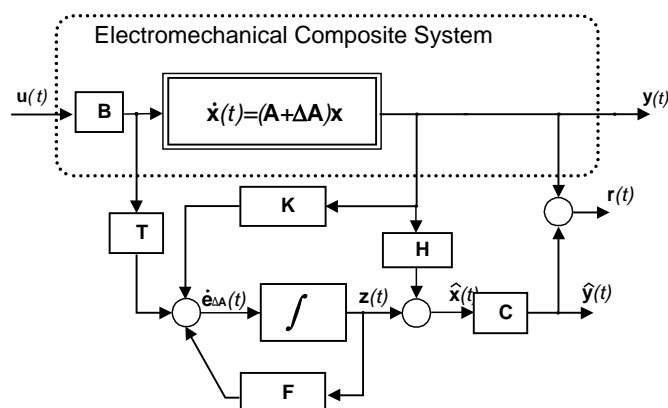 Electromechanical Composite System
u(t)
B
ẋ(t)=(A+ΔA)x
y(t)
K
r(t)
T
H
ė_ΔA(t)
∫
z(t)
x̂(t)
C
ŷ(t)
F